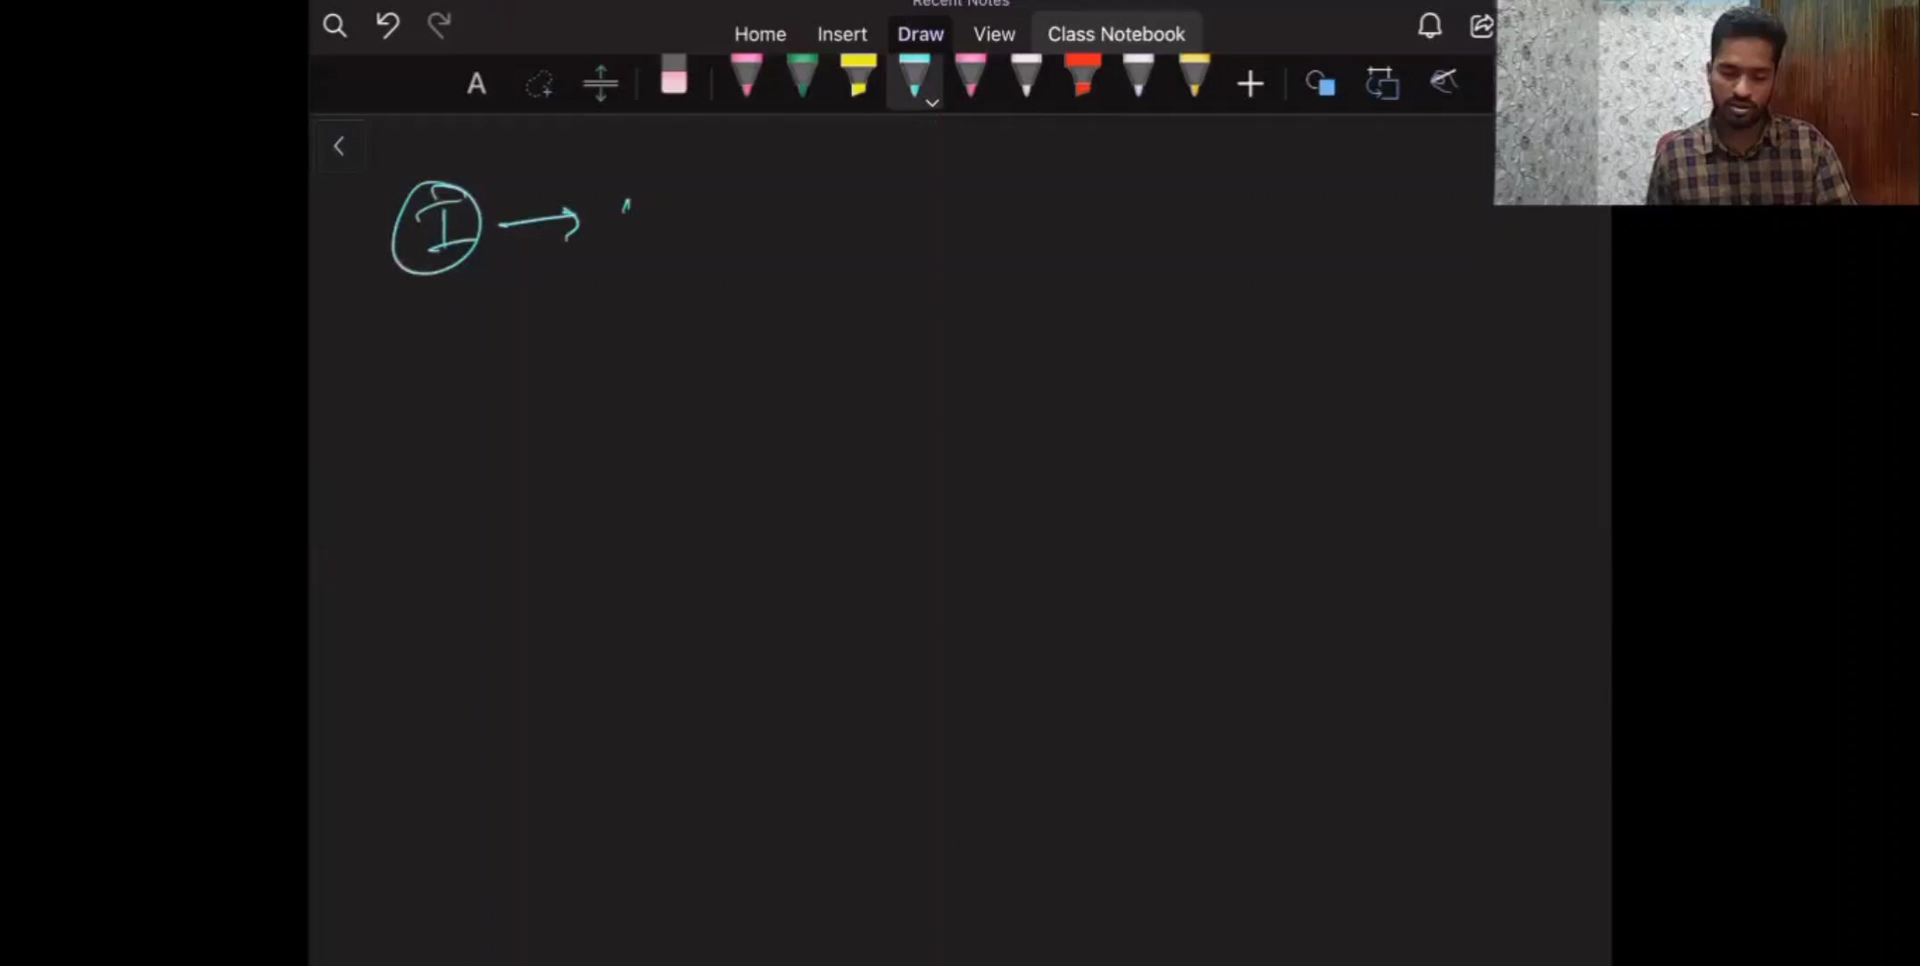 Recent Notes
Home Insert Draw View Class Notebook
A
I →